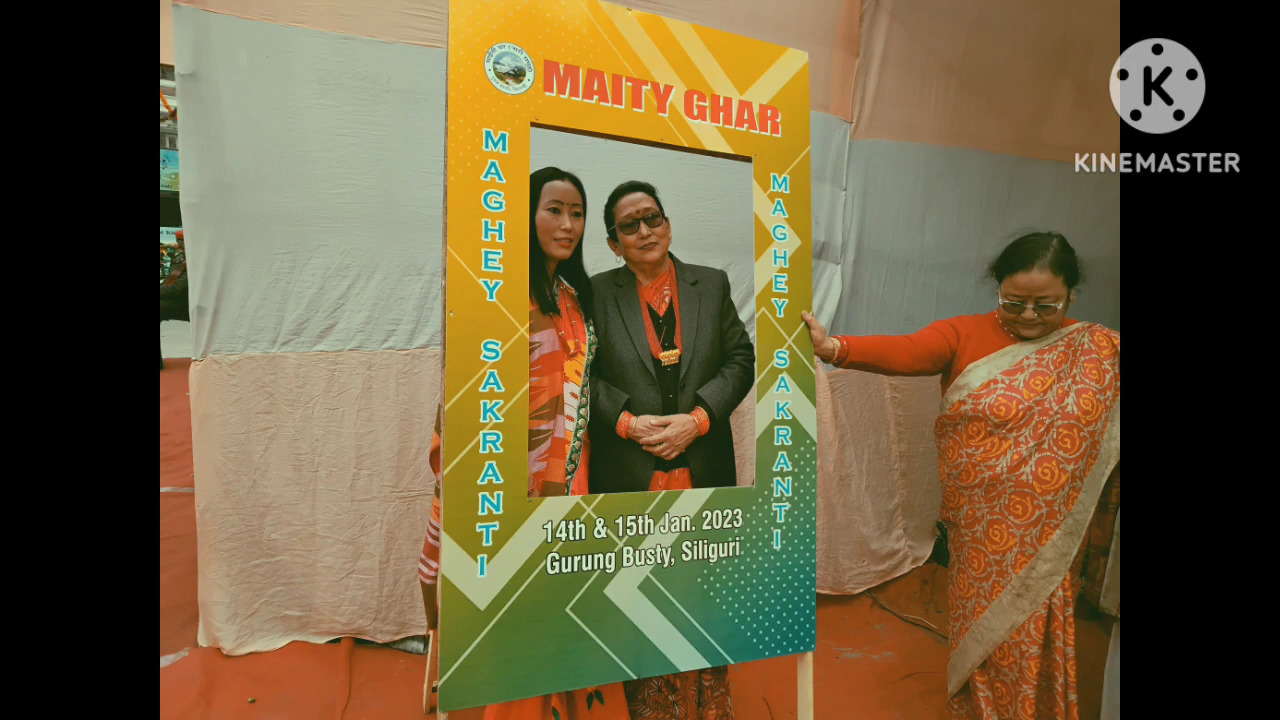 MAITY GHAR
MAGHEY SAKRANTI
MAGHEY SAKRANTI
14th & 15th Jan. 2023
Gurung Busty, Siliguri
K
KINEMASTER